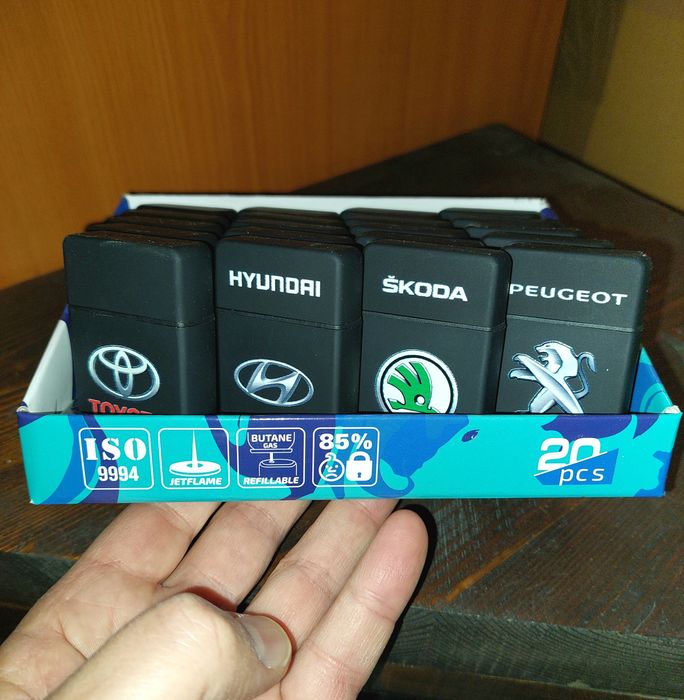 HYUNDAI
ŠKODA
PEUGEOT
ISO
9994
JETFLAME
BUTANE
GAS
REFILLABLE
85%
20
pcs